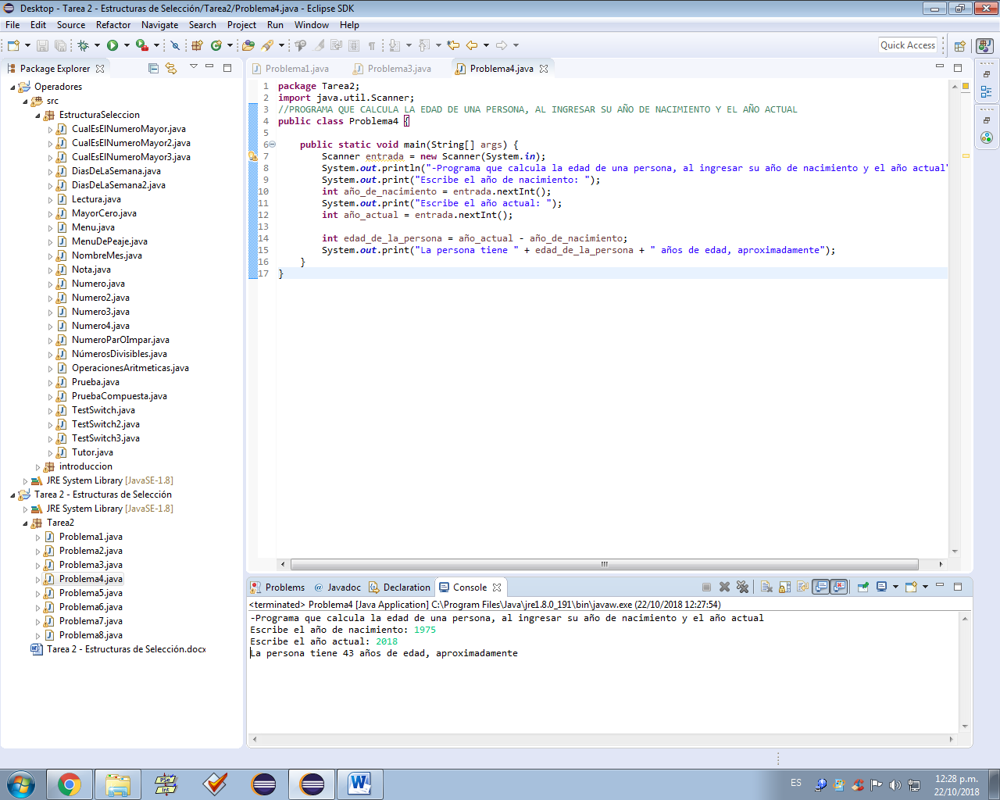 Desktop - Tarea 2 - Estructuras de Selección/Tarea2/Problema4.java - Eclipse SDK
File Edit Source Refactor Navigate Search Project Run Window Help
Quick Access
Package Explorer
Operadores
src
EstructuraSeleccion
CualEsElNumeroMayor.java
CualEsElNumeroMayor2.java
CualEsElNumeroMayor3.java
DiasDeLaSemana.java
DiasDeLaSemana2.java
Lectura.java
MayorCero.java
Menu.java
MenuDePeaje.java
NombreMes.java
Nota.java
Numero.java
Numero2.java
Numero3.java
Numero4.java
NumeroParOImpar.java
NúmerosDivisibles.java
OperacionesAritmeticas.java
Prueba.java
PruebaCompuesta.java
TestSwitch.java
TestSwitch2.java
TestSwitch3.java
Tutor.java
introduccion
JRE System Library [JavaSE-1.8]
Tarea 2 - Estructuras de Selección
JRE System Library [JavaSE-1.8]
Tarea2
Problema1.java
Problema2.java
Problema3.java
Problema4.java
Problema5.java
Problema6.java
Problema7.java
Problema8.java
Tarea 2 - Estructuras de Selección.docx
Problema1.java Problema3.java Problema4.java
1 package Tarea2;
2 import java.util.Scanner;
3 //PROGRAMA QUE CALCULA LA EDAD DE UNA PERSONA, AL INGRESAR SU AÑO DE NACIMIENTO Y EL AÑO ACTUAL
4 public class Problema4 {
5
6 public static void main(String[] args) {
7 Scanner entrada = new Scanner(System.in);
8 System.out.println("-Programa que calcula la edad de una persona, al ingresar su año de nacimiento y el año actual"
9 System.out.print("Escribe el año de nacimiento: ");
10 int año_de_nacimiento = entrada.nextInt();
11 System.out.print("Escribe el año actual: ");
12 int año_actual = entrada.nextInt();
13
14 int edad_de_la_persona = año_actual - año_de_nacimiento;
15 System.out.print("La persona tiene " + edad_de_la_persona + " años de edad, aproximadamente");
16 }
17 }
Problems @ Javadoc Declaration Console
<terminated> Problema4 [Java Application] C:\Program Files\Java\jre1.8.0_191\bin\javaw.exe (22/10/2018 12:27:54)
-Programa que calcula la edad de una persona, al ingresar su año de nacimiento y el año actual
Escribe el año de nacimiento: 1975
Escribe el año actual: 2018
La persona tiene 43 años de edad, aproximadamente
PSe
Int
ES
12:28 p.m.
22/10/2018